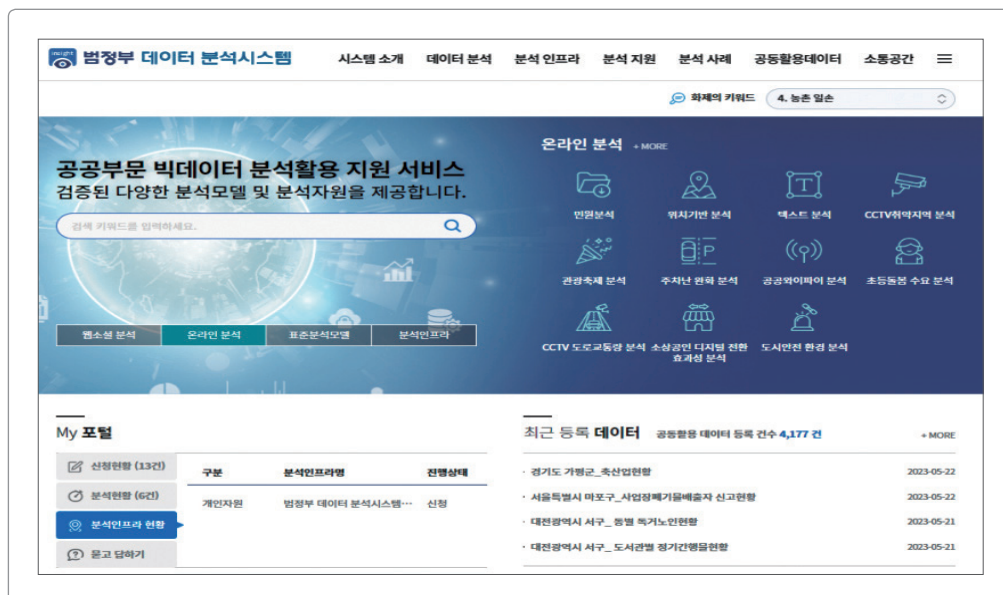 insight
범정부 데이터 분석시스템
시스템 소개 데이터 분석 분석 인프라 분석 지원 분석 사례 공동활용데이터 소통공간
화제의 키워드 4. 농촌 일손
공공부문 빅데이터 분석활용 지원 서비스
검증된 다양한 분석모델 및 분석자원을 제공합니다.
검색 키워드를 입력하세요.
웹소설 분석 온라인 분석 표준분석모델 분석인프라
온라인 분석 + MORE
민원분석 위치기반 분석 텍스트 분석 CCTV취약지역 분석
관광축제 분석 주차난 완화 분석 공공와이파이 분석 초등돌봄 수요 분석
CCTV 도로교통량 분석 소상공인 디지털 전환 도시안전 환경 분석
효과성 분석
My 포털
신청현황 (13건)
분석현황 (6건)
분석인프라 현황
묻고 답하기
구분 분석인프라명 진행상태
개인자원 범정부 데이터 분석시스템… 신청
최근 등록 데이터 공동활용 데이터 등록 건수 4,177 건 + MORE
· 경기도 가평군_축산업현황 2023-05-22
· 서울특별시 마포구_사업장폐기물배출자 신고현황 2023-05-22
· 대전광역시 서구_ 동별 독거노인현황 2023-05-21
· 대전광역시 서구_ 도서관별 정기간행물현황 2023-05-21